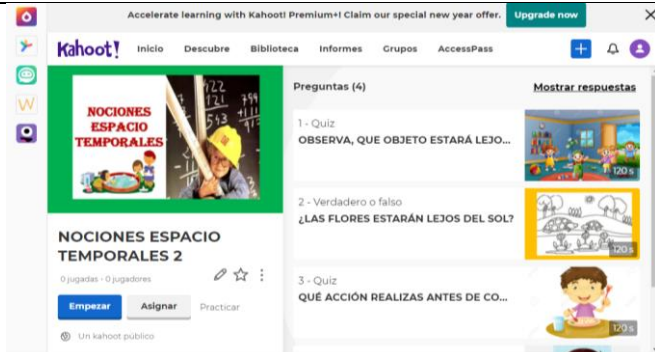 Accelerate learning with Kahoot! Premium+! Claim our special new year offer.
Upgrade now
Kahoot!
Inicio
Descubre
Biblioteca
Informes
Grupos
AccessPass
NOCIONES
ESPACIO
TEMPORALES
NOCIONES ESPACIO
TEMPORALES 2
0 jugadas - 0 jugadores
Empezar
Asignar
Practicar
Un kahoot público
Preguntas (4)
Mostrar respuestas
1 - Quiz
OBSERVA, QUE OBJETO ESTARÁ LEJO...
120 s
2 - Verdadero o falso
¿LAS FLORES ESTARÁN LEJOS DEL SOL?
120 s
3 - Quiz
QUÉ ACCIÓN REALIZAS ANTES DE CO...
120 s